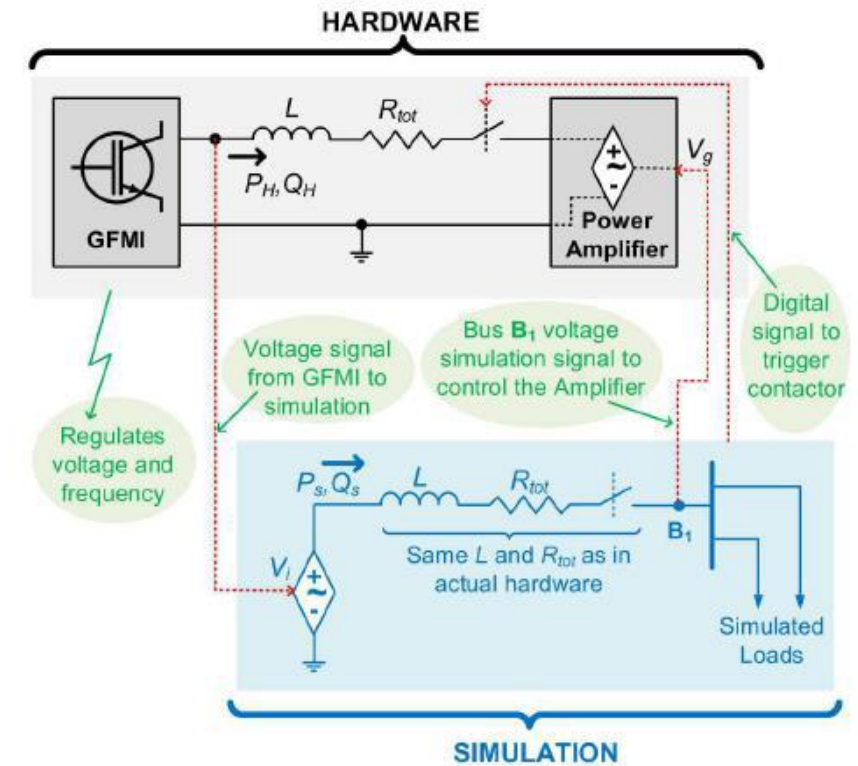 HARDWARE
L
R_tot
P_H, Q_H
GFMI
V_g
+
~
-
Power
Amplifier
Voltage signal
from GFMI to
simulation
Bus B₁ voltage
simulation signal to
control the Amplifier
Digital
signal to
trigger
contactor
Regulates
voltage and
frequency
P_s, Q_s
L
R_tot
B₁
Same L and R_tot as in
actual hardware
V_i
+
~
-
Simulated
Loads
SIMULATION